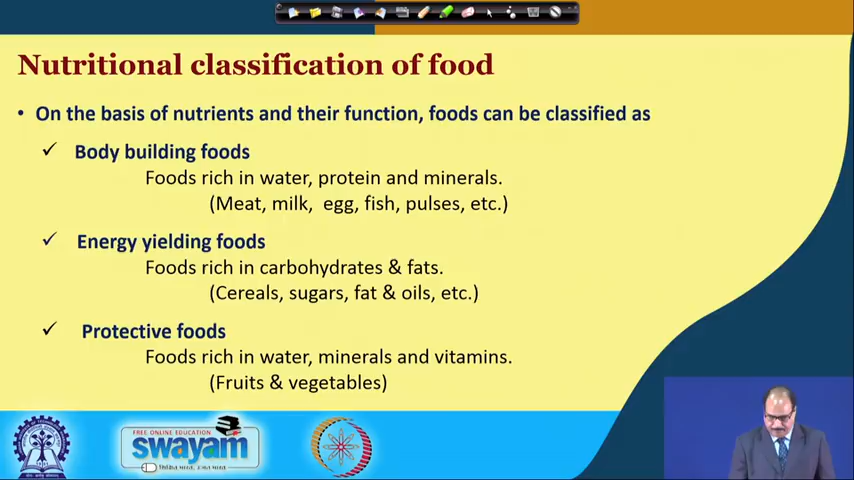 Nutritional classification of food
• On the basis of nutrients and their function, foods can be classified as
✓ Body building foods
Foods rich in water, protein and minerals.
(Meat, milk, egg, fish, pulses, etc.)
✓ Energy yielding foods
Foods rich in carbohydrates & fats.
(Cereals, sugars, fat & oils, etc.)
✓ Protective foods
Foods rich in water, minerals and vitamins.
(Fruits & vegetables)
FREE ONLINE EDUCATION
swayam